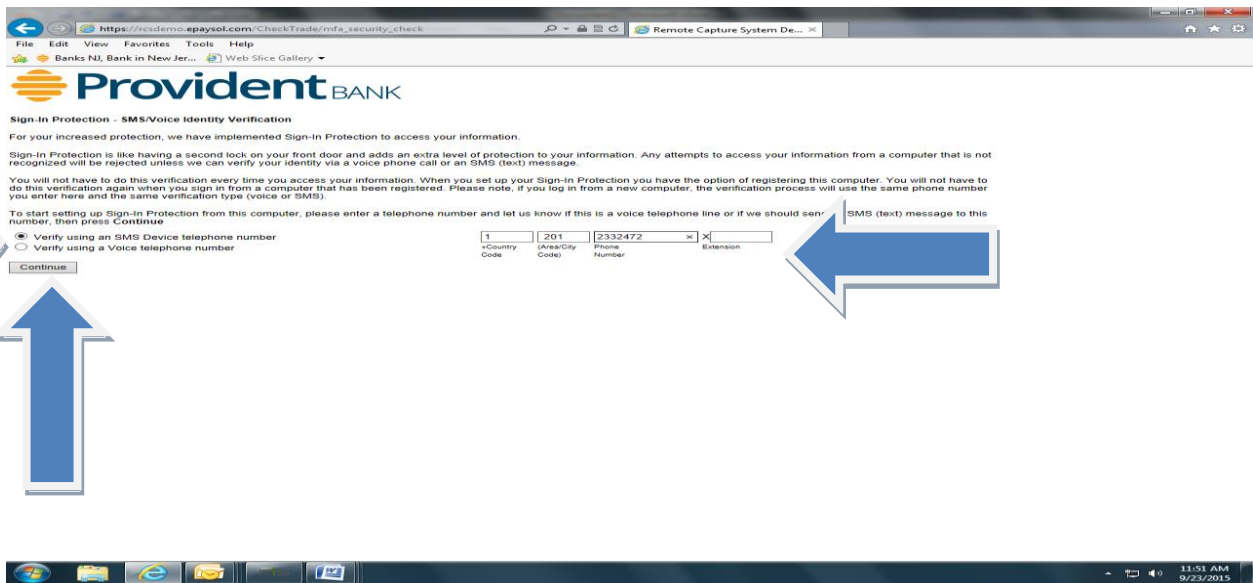 https://rcsdemo.epaysol.com/CheckTrade/mfa_security_check
Remote Capture System De...
File Edit View Favorites Tools Help
Banks NJ, Bank in New Jer... Web Slice Gallery
Provident BANK
Sign-In Protection - SMS/Voice Identity Verification
For your increased protection, we have implemented Sign-In Protection to access your information.
Sign-In Protection is like having a second lock on your front door and adds an extra level of protection to your information. Any attempts to access your information from a computer that is not
recognized will be rejected unless we can verify your identity via a voice phone call or an SMS (text) message.
You will not have to do this verification every time you access your information. When you set up your Sign-In Protection you have the option of registering this computer. You will not have to
do this verification again when you sign in from a computer that has been registered. Please note, if you log in from a new computer, the verification process will use the same phone number
you enter here and the same verification type (voice or SMS).
To start setting up Sign-In Protection from this computer, please enter a telephone number and let us know if this is a voice telephone line or if we should sen SMS (text) message to this
number, then press Continue
Verify using an SMS Device telephone number 1 201 2332472 × X
Verify using a Voice telephone number
+Country Code (Area/City Code) Phone Number Extension
Continue
11:51 AM
9/23/2015